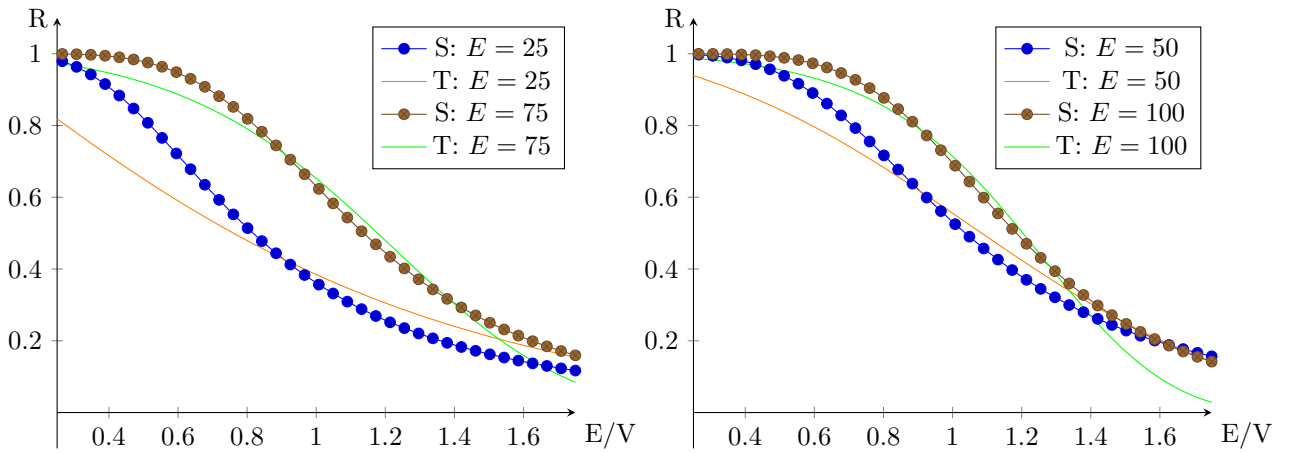 R
1
0.8
0.6
0.4
0.2
0.4 0.6 0.8 1 1.2 1.4 1.6
E/V
S: E = 25
T: E = 25
S: E = 75
T: E = 75
R
1
0.8
0.6
0.4
0.2
0.4 0.6 0.8 1 1.2 1.4 1.6
E/V
S: E = 50
T: E = 50
S: E = 100
T: E = 100